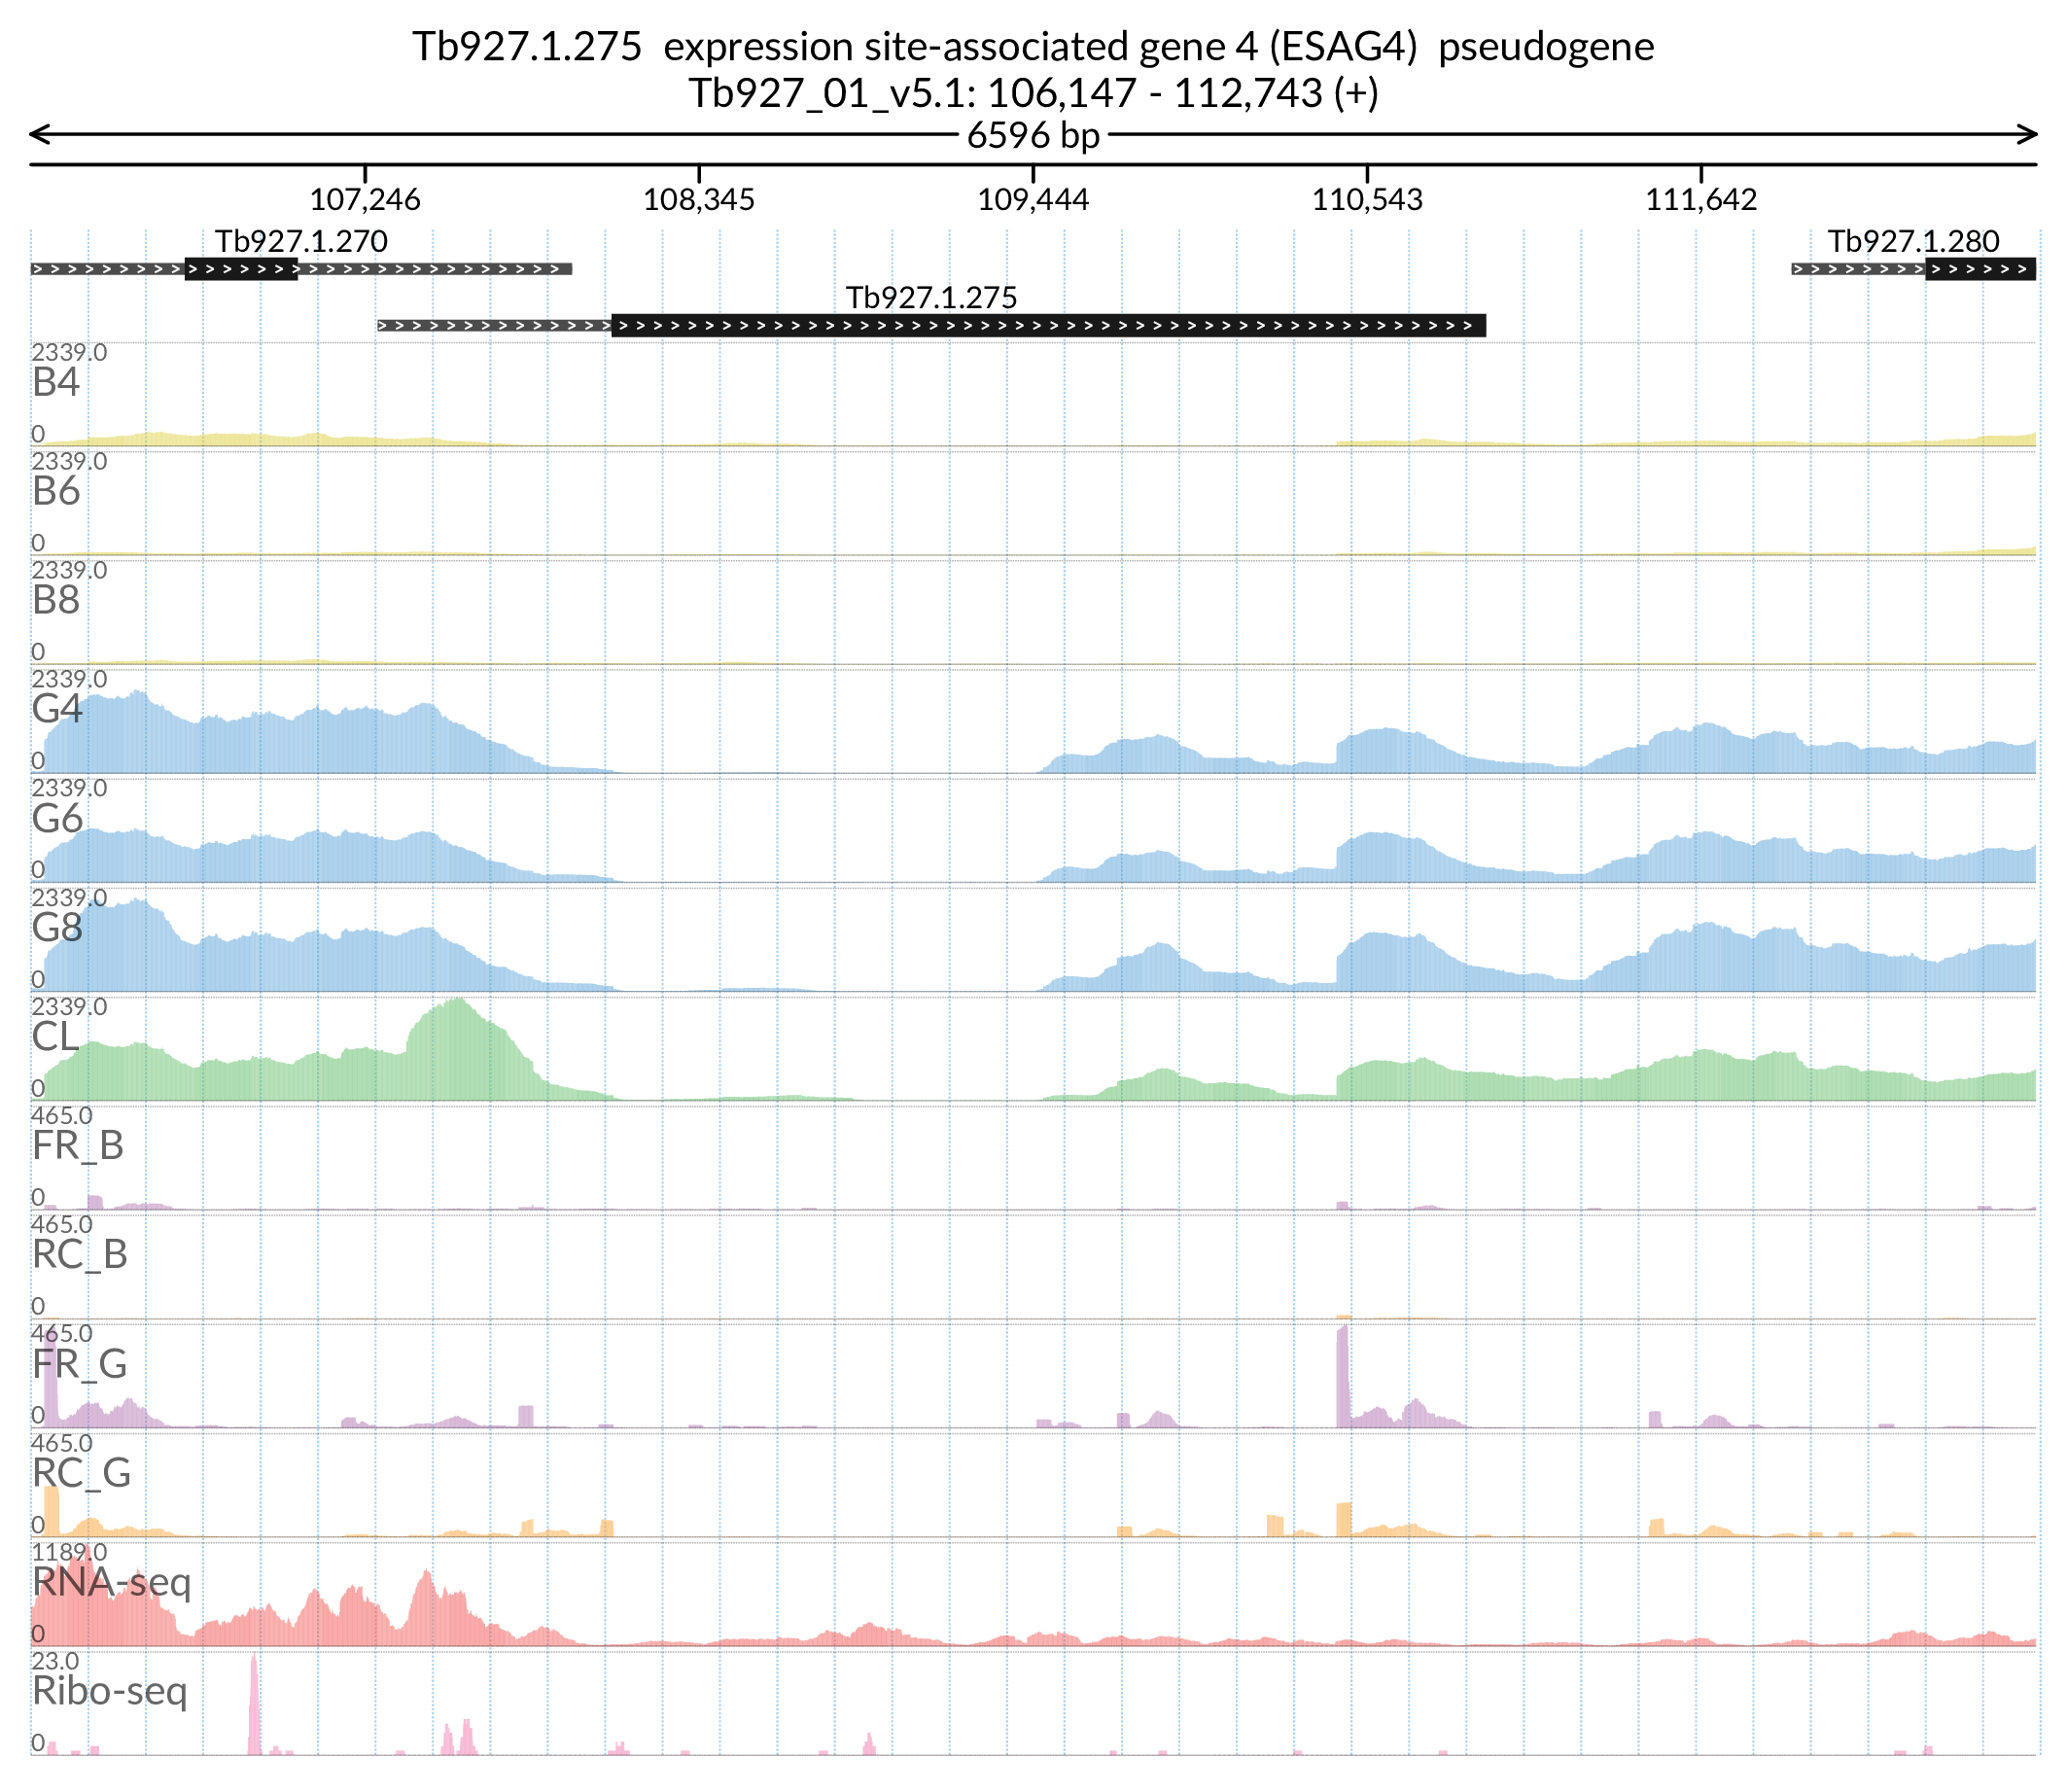 Tb927.1.275 expression site-associated gene 4 (ESAG4) pseudogene
Tb927_01_v5.1: 106,147 - 112,743 (+)
6596 bp
107,246 108,345 109,444 110,543 111,642
Tb927.1.270 Tb927.1.280
Tb927.1.275
2339.0
B4
0
2339.0
B6
0
2339.0
B8
0
2339.0
G4
0
2339.0
G6
0
2339.0
G8
0
2339.0
CL
0
465.0
FR_B
0
465.0
RC_B
0
465.0
FR_G
0
465.0
RC_G
0
1189.0
RNA-seq
0
23.0
Ribo-seq
0